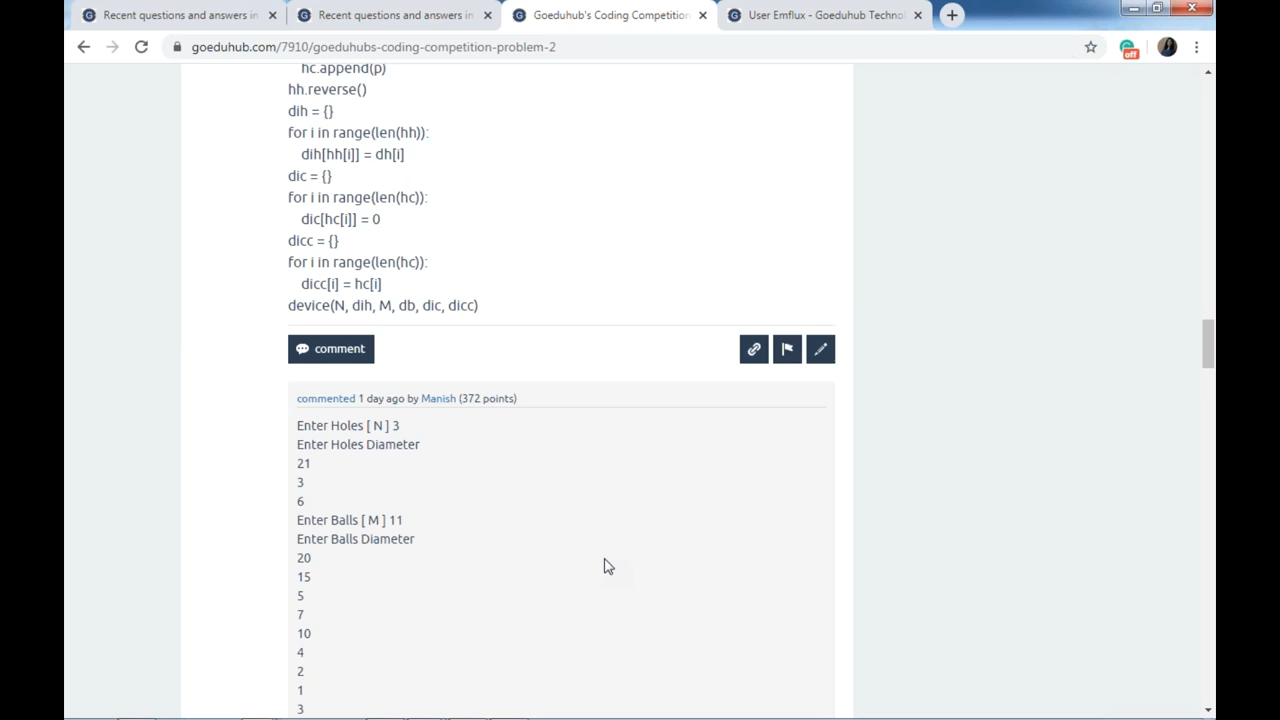 Recent questions and answers in
Recent questions and answers in
Goeduhub's Coding Competition
User Emflux - Goeduhub Techno
goeduhub.com/7910/goeduhubs-coding-competition-problem-2
off
hc.append(p)
hh.reverse()
dih = {}
for i in range(len(hh)):
dih[hh[i]] = dh[i]
dic = {}
for i in range(len(hc)):
dic[hc[i]] = 0
dicc = {}
for i in range(len(hc)):
dicc[i] = hc[i]
device(N, dih, M, db, dic, dicc)
comment
commented 1 day ago by Manish (372 points)
Enter Holes [ N ] 3
Enter Holes Diameter
21
3
6
Enter Balls [ M ] 11
Enter Balls Diameter
20
15
5
7
10
4
2
1
3